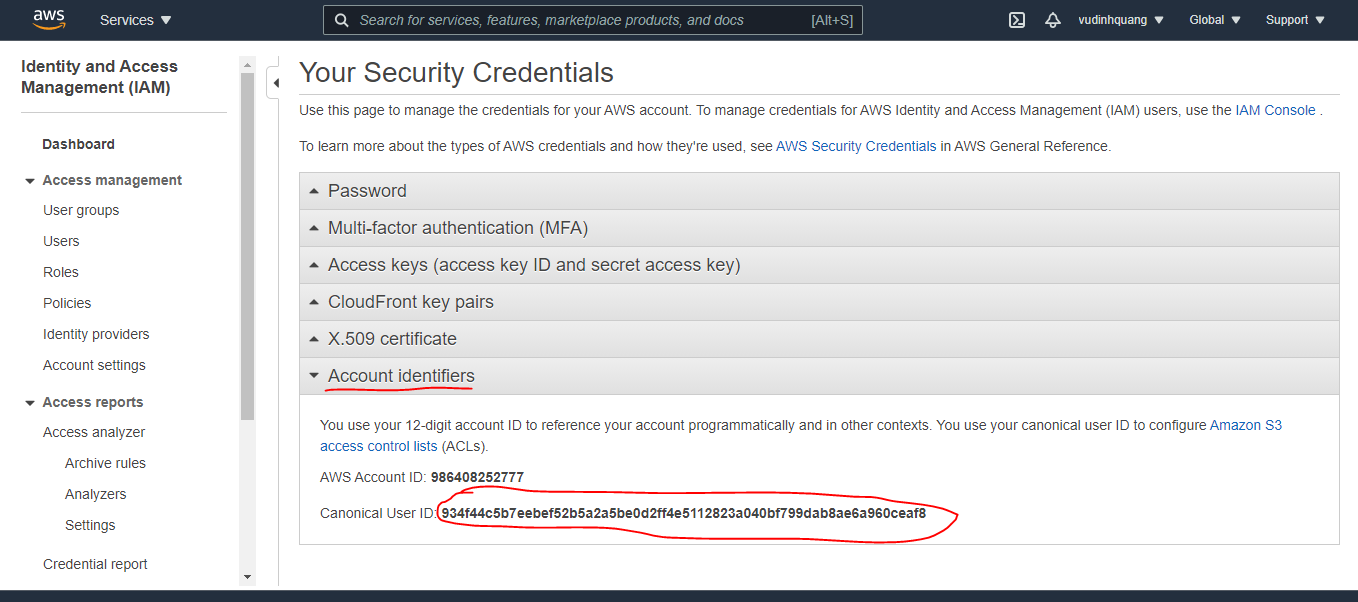 aws Services Search for services, features, marketplace products, and docs [Alt+S] vudinhquang Global Support
Identity and Access
Management (IAM)
Dashboard
Access management
User groups
Users
Roles
Policies
Identity providers
Account settings
Access reports
Access analyzer
Archive rules
Analyzers
Settings
Credential report
Your Security Credentials
Use this page to manage the credentials for your AWS account. To manage credentials for AWS Identity and Access Management (IAM) users, use the IAM Console .
To learn more about the types of AWS credentials and how they're used, see AWS Security Credentials in AWS General Reference.
Password
Multi-factor authentication (MFA)
Access keys (access key ID and secret access key)
CloudFront key pairs
X.509 certificate
Account identifiers
You use your 12-digit account ID to reference your account programmatically and in other contexts. You use your canonical user ID to configure Amazon S3
access control lists (ACLs).
AWS Account ID: 986408252777
Canonical User ID: 934f44c5b7eebef52b5a2a5be0d2ff4e5112823a040bf799dab8ae6a960ceaf8